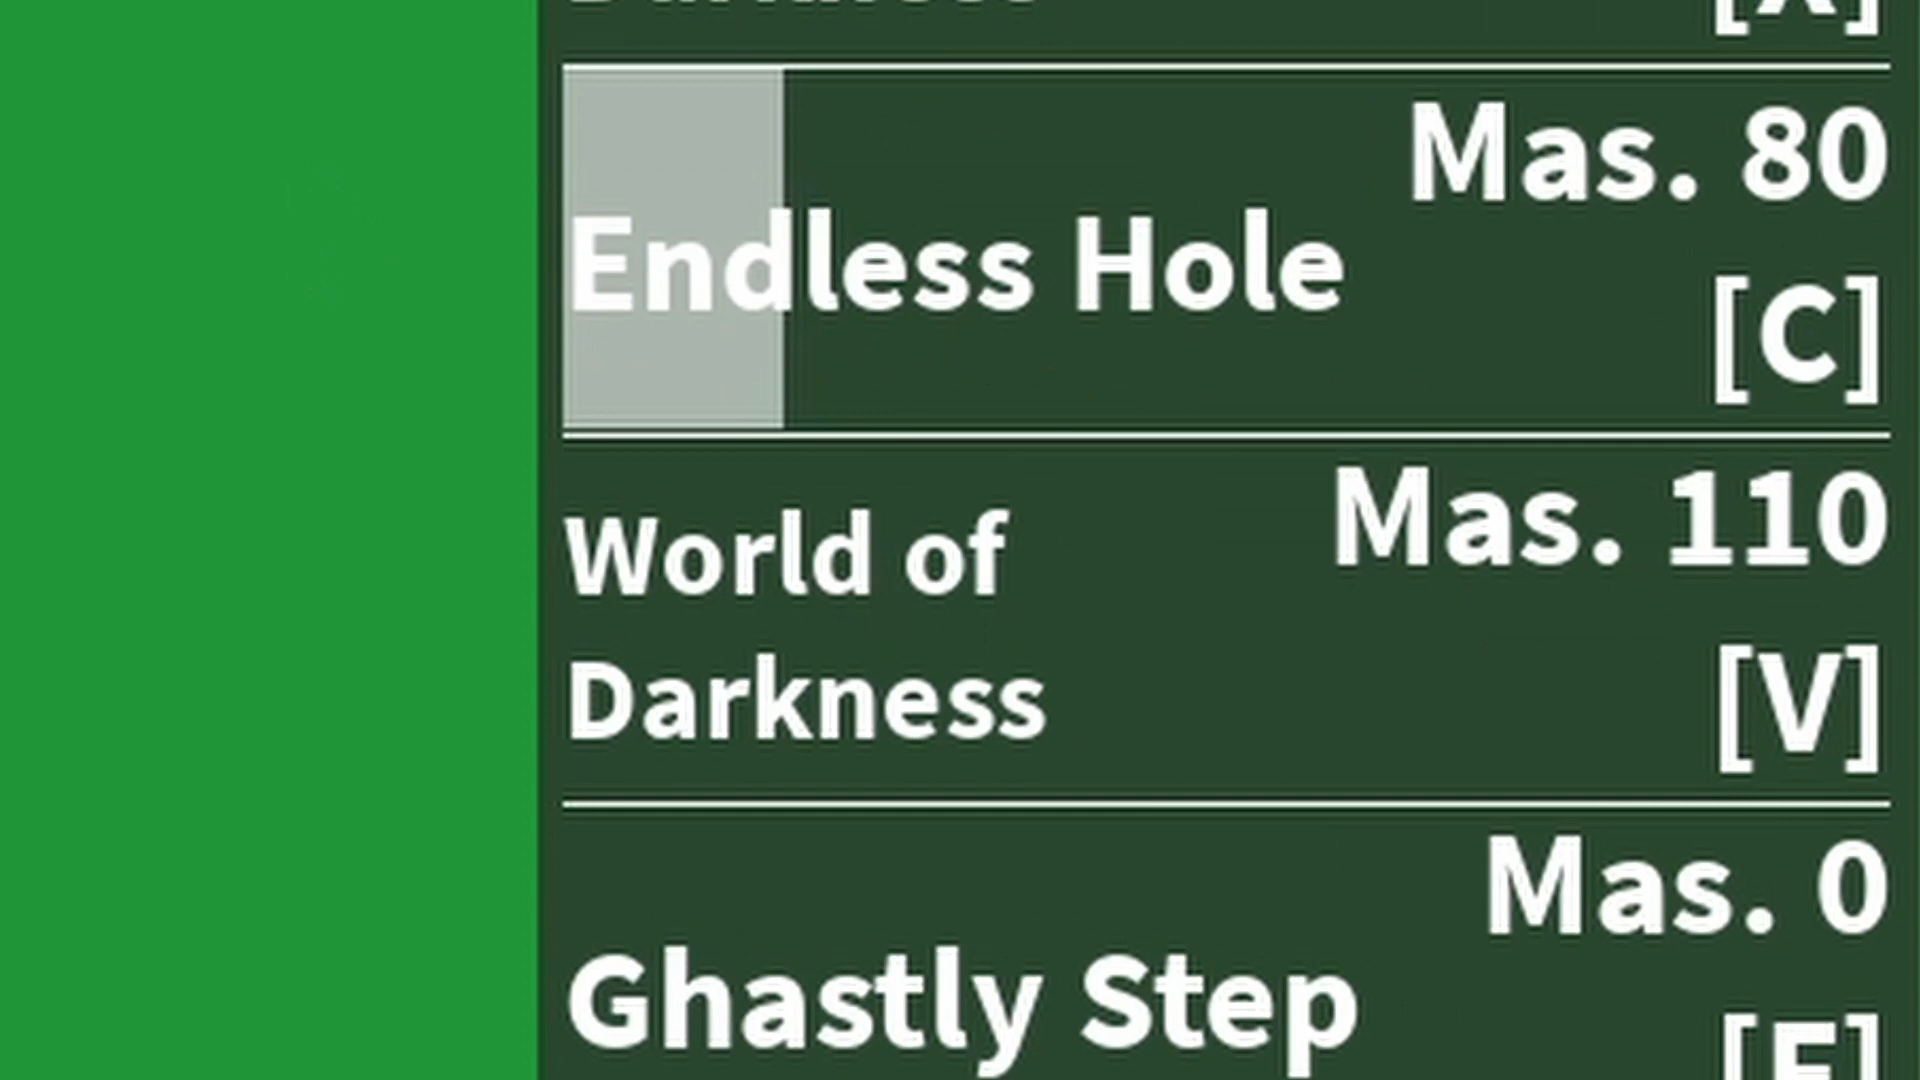 [X]
Mas. 80
Endless Hole
[C]
Mas. 110
World of
Darkness
[V]
Mas. 0
Ghastly Step